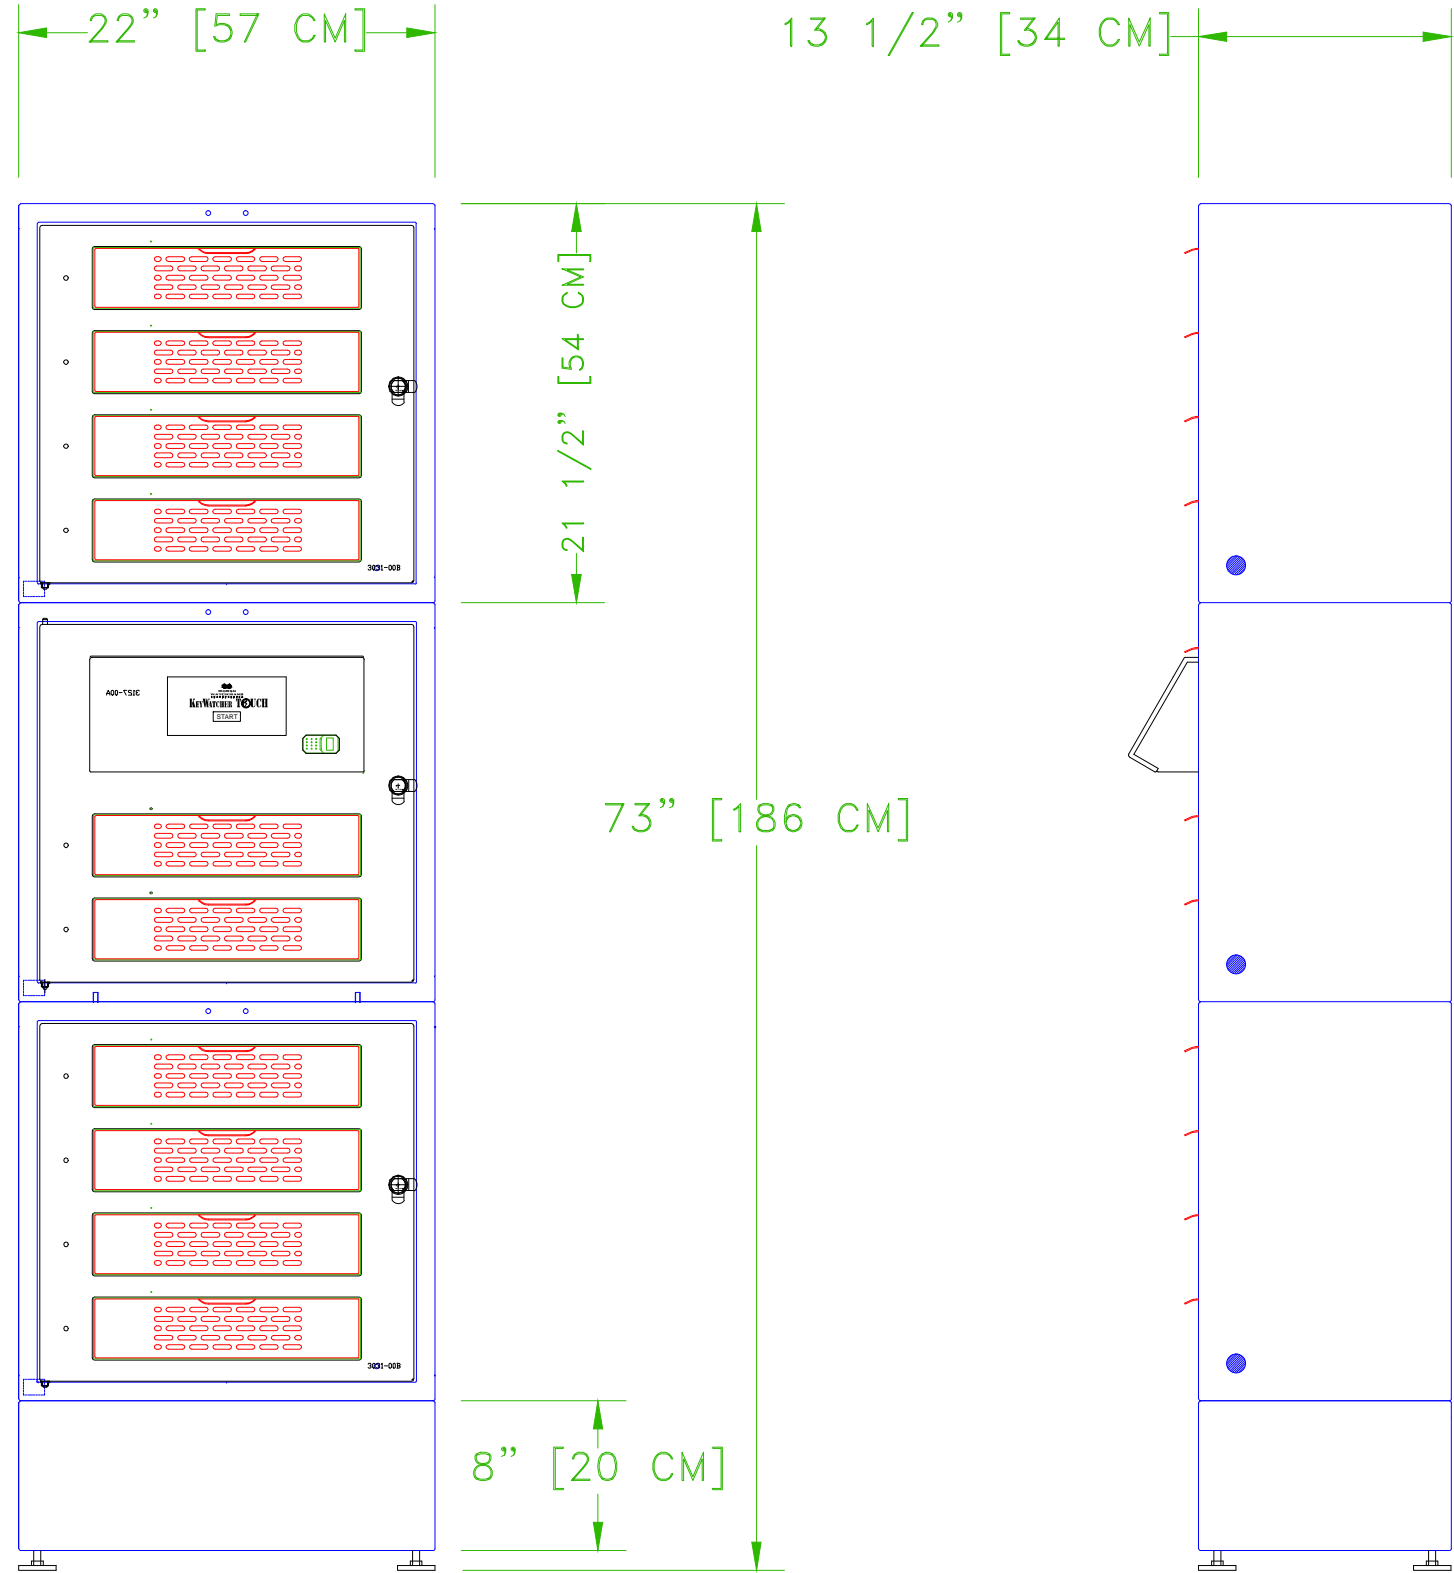 22” [57 CM]
13 1/2” [34 CM]
21 1/2” [54 CM]
3031-00B
3127-00A
KEYWATCHER TOUCH
START
73” [186 CM]
3031-00B
8” [20 CM]